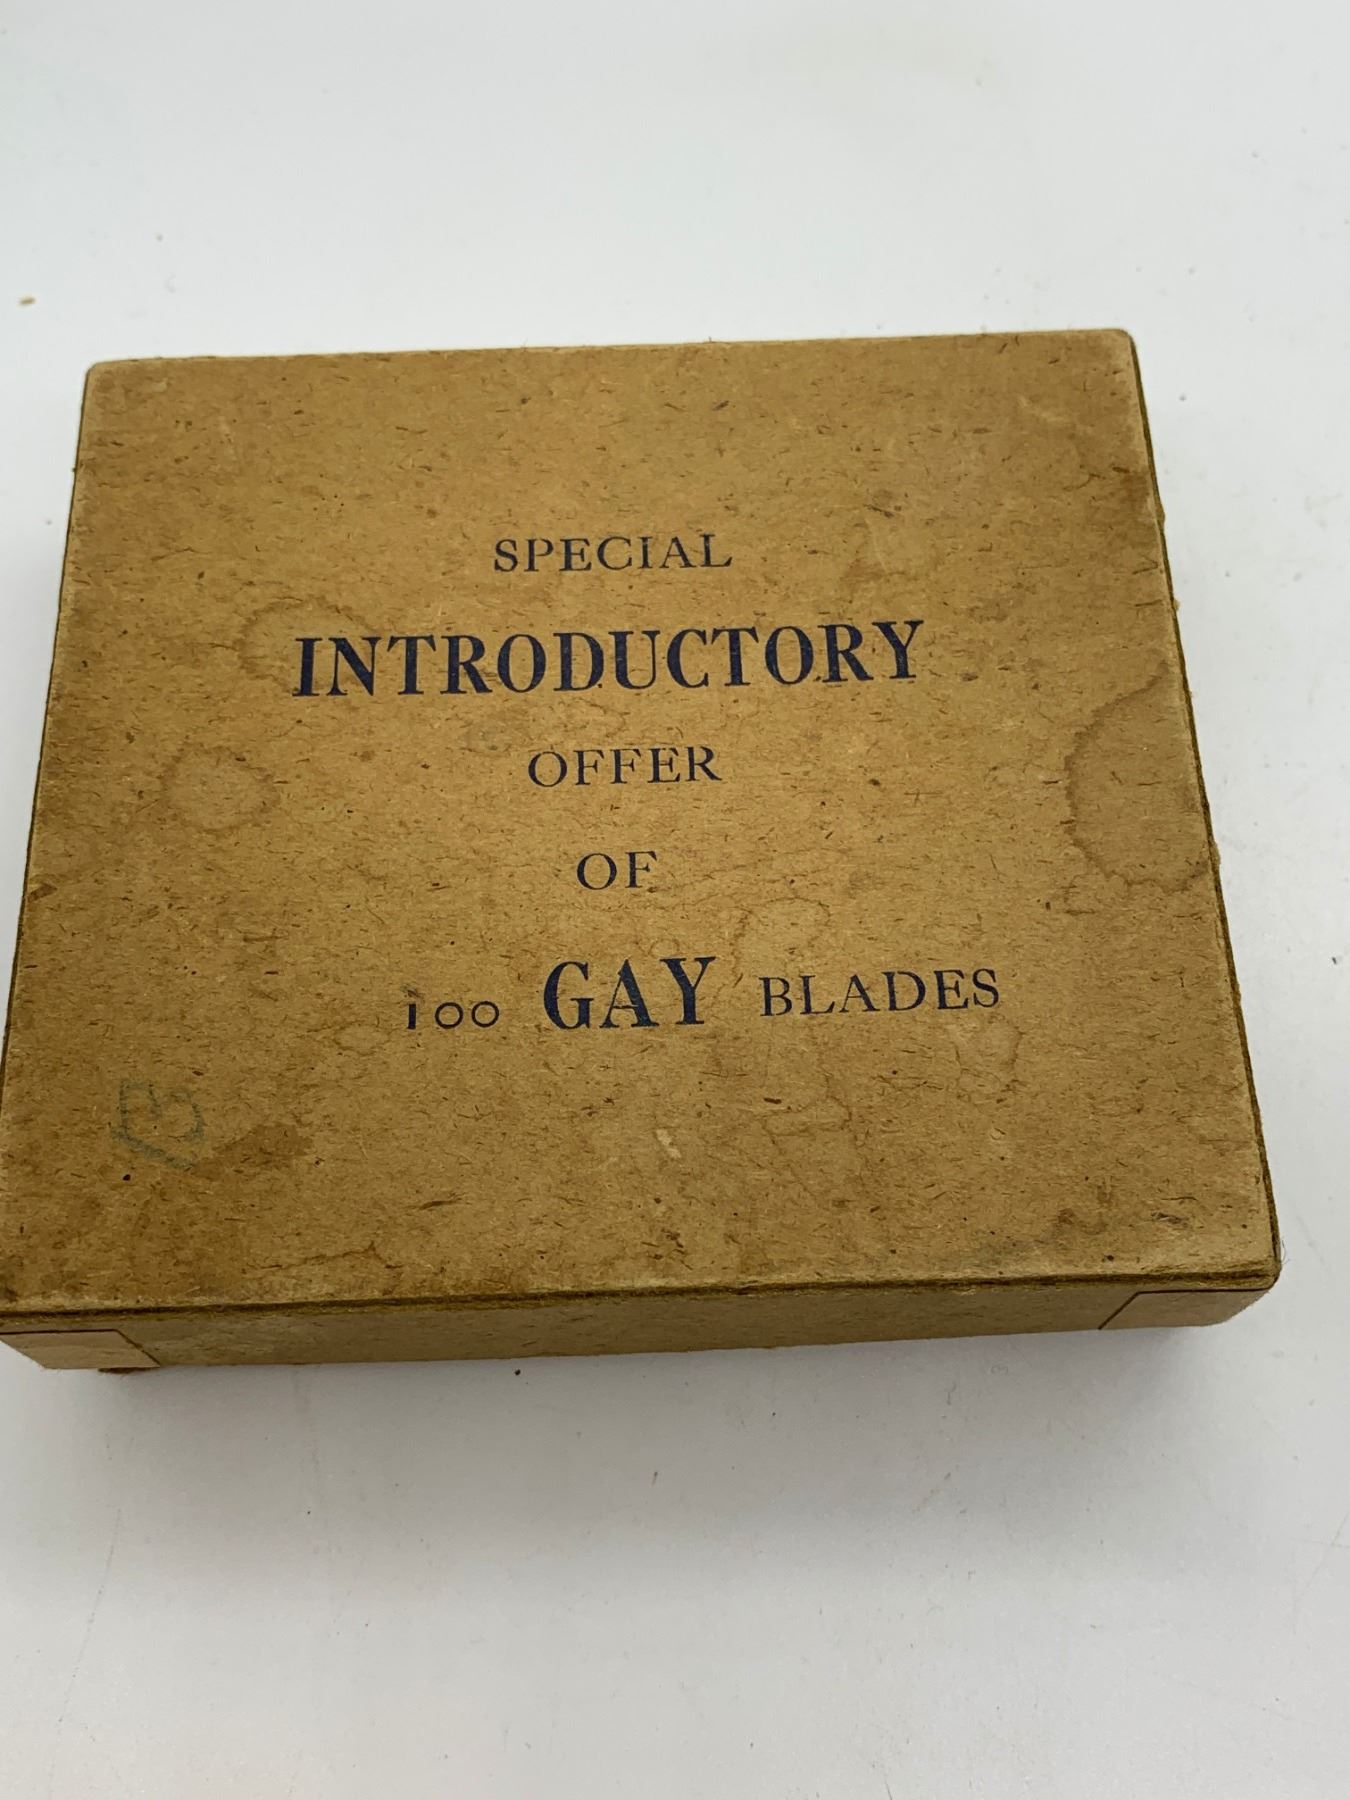 SPECIAL
INTRODUCTORY
OFFER
OF
100 GAY BLADES